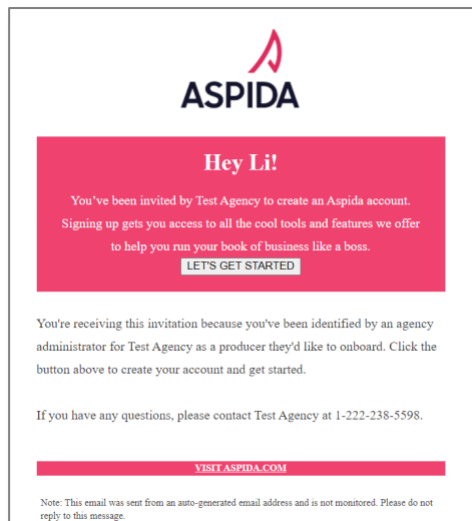 ASPIDA
Hey Li!
You've been invited by Test Agency to create an Aspida account.
Signing up gets you access to all the cool tools and features we offer
to help you run your book of business like a boss.
LET'S GET STARTED
You're receiving this invitation because you've been identified by an agency
administrator for Test Agency as a producer they'd like to onboard. Click the
button above to create your account and get started.
If you have any questions, please contact Test Agency at 1-222-238-5598.
VISIT ASPIDA.COM
Note: This email was sent from an auto-generated email address and is not monitored. Please do not
reply to this message.